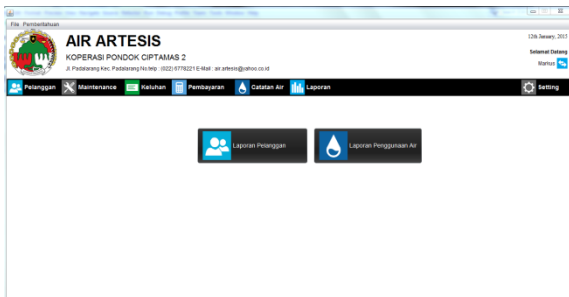 File Pemberitahuan
AIR ARTESIS
KOPERASI PONDOK CIPTAMAS 2
Jl. Padalarang Kec. Padalarang No.telp : (022) 6778221 E-Mail : air.artesis@yahoo.co.id
12th January, 2015
Selamat Datang
Markus
Pelanggan Maintenance Keluhan Pembayaran Catatan Air Laporan Setting
Laporan Pelanggan Laporan Penggunaan Air